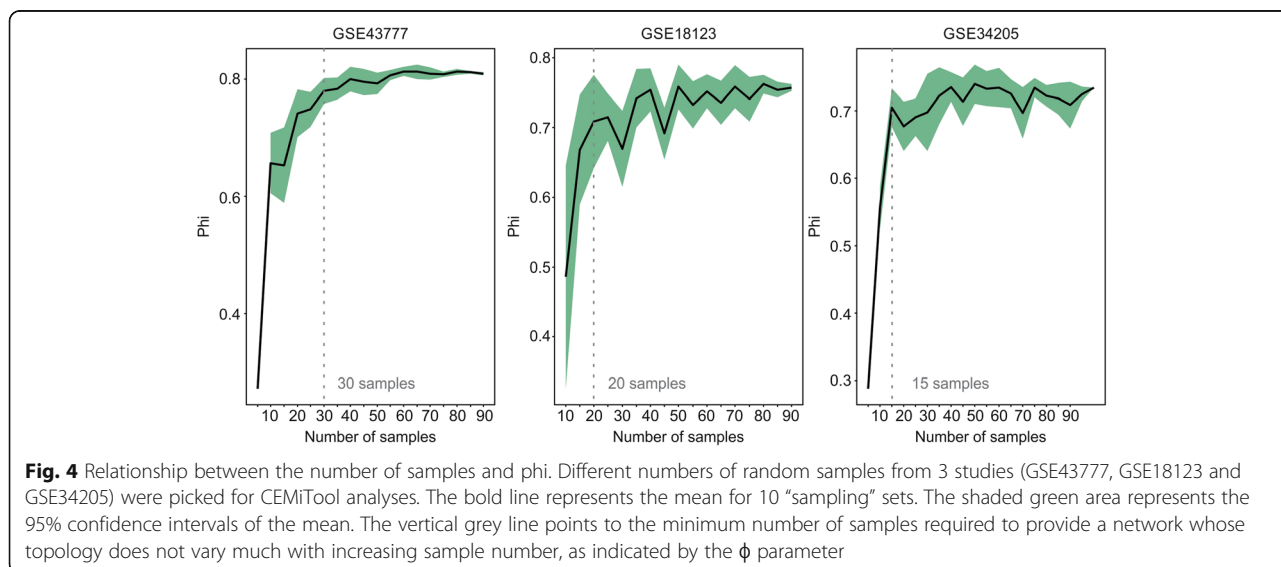 GSE43777
GSE18123
GSE34205
Phi
0.8
0.6
0.4
30 samples
10 20 30 40 50 60 70 80 90
Number of samples
Phi
0.8
0.7
0.6
0.5
0.4
20 samples
10 20 30 40 50 60 70 80 90
Number of samples
Phi
0.7
0.6
0.5
0.4
0.3
15 samples
10 20 30 40 50 60 70 80 90
Number of samples
Fig. 4 Relationship between the number of samples and phi. Different numbers of random samples from 3 studies (GSE43777, GSE18123 and
GSE34205) were picked for CEMiTool analyses. The bold line represents the mean for 10 “sampling” sets. The shaded green area represents the
95% confidence intervals of the mean. The vertical grey line points to the minimum number of samples required to provide a network whose
topology does not vary much with increasing sample number, as indicated by the ϕ parameter